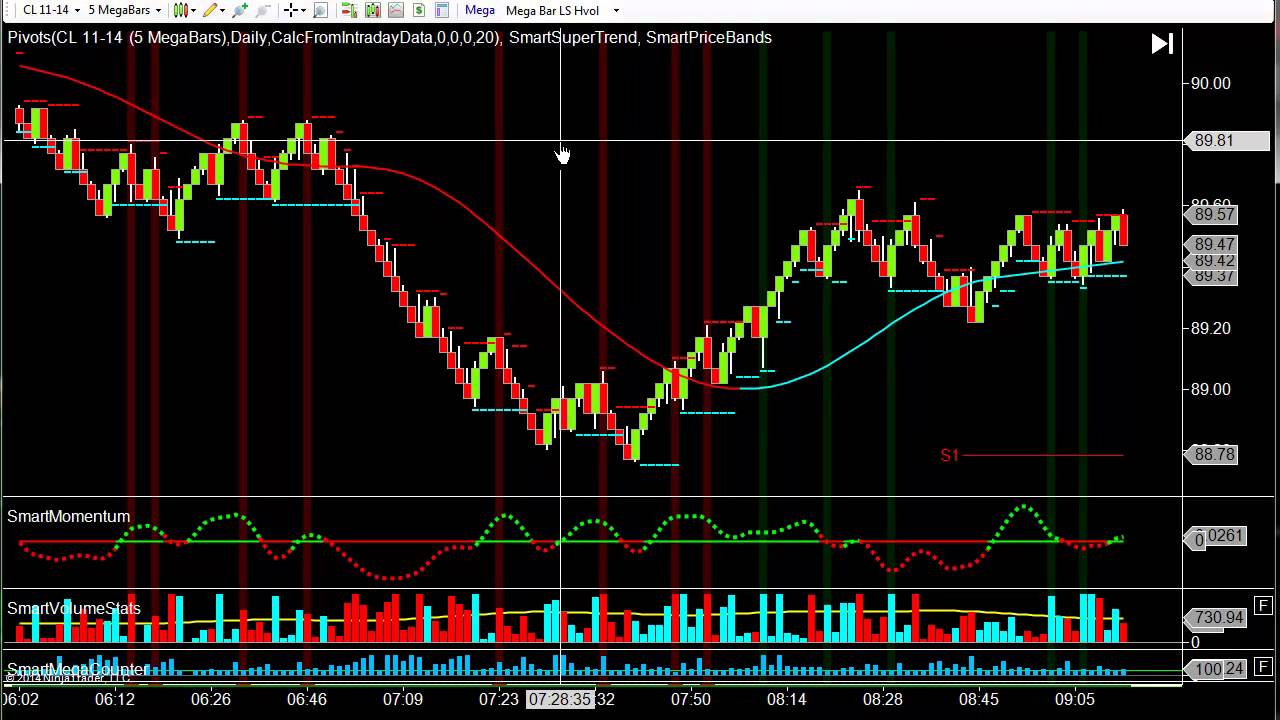 CL 11-14 5 MegaBars Mega Mega Bar LS Hvol
Pivots(CL 11-14 (5 MegaBars),Daily,CalcFromIntradayData,0,0,0,20), SmartSuperTrend, SmartPriceBands
90.00
89.81
89.60
89.57
89.47
89.42
89.37
89.20
89.00
S1
88.78
SmartMomentum
0
0261
SmartVolumeStats
F
730.94
0
SmartMegaCounter
F
100.24
© 2014 NinjaTrader, LLC
06:02 06:12 06:26 06:46 07:09 07:23 07:28:35 :32 07:50 08:14 08:28 08:45 09:05